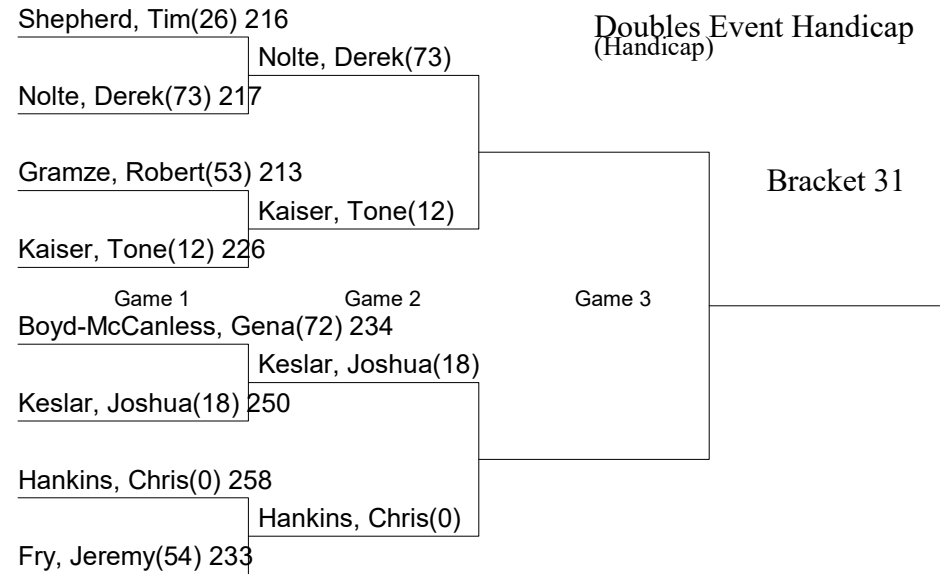 Shepherd, Tim(26) 216
Doubles Event Handicap
(Handicap)
Nolte, Derek(73)
Nolte, Derek(73) 217
Gramze, Robert(53) 213
Bracket 31
Kaiser, Tone(12)
Kaiser, Tone(12) 226
Game 1
Game 2
Game 3
Boyd-McCanless, Gena(72) 234
Keslar, Joshua(18)
Keslar, Joshua(18) 250
Hankins, Chris(0) 258
Hankins, Chris(0)
Fry, Jeremy(54) 233